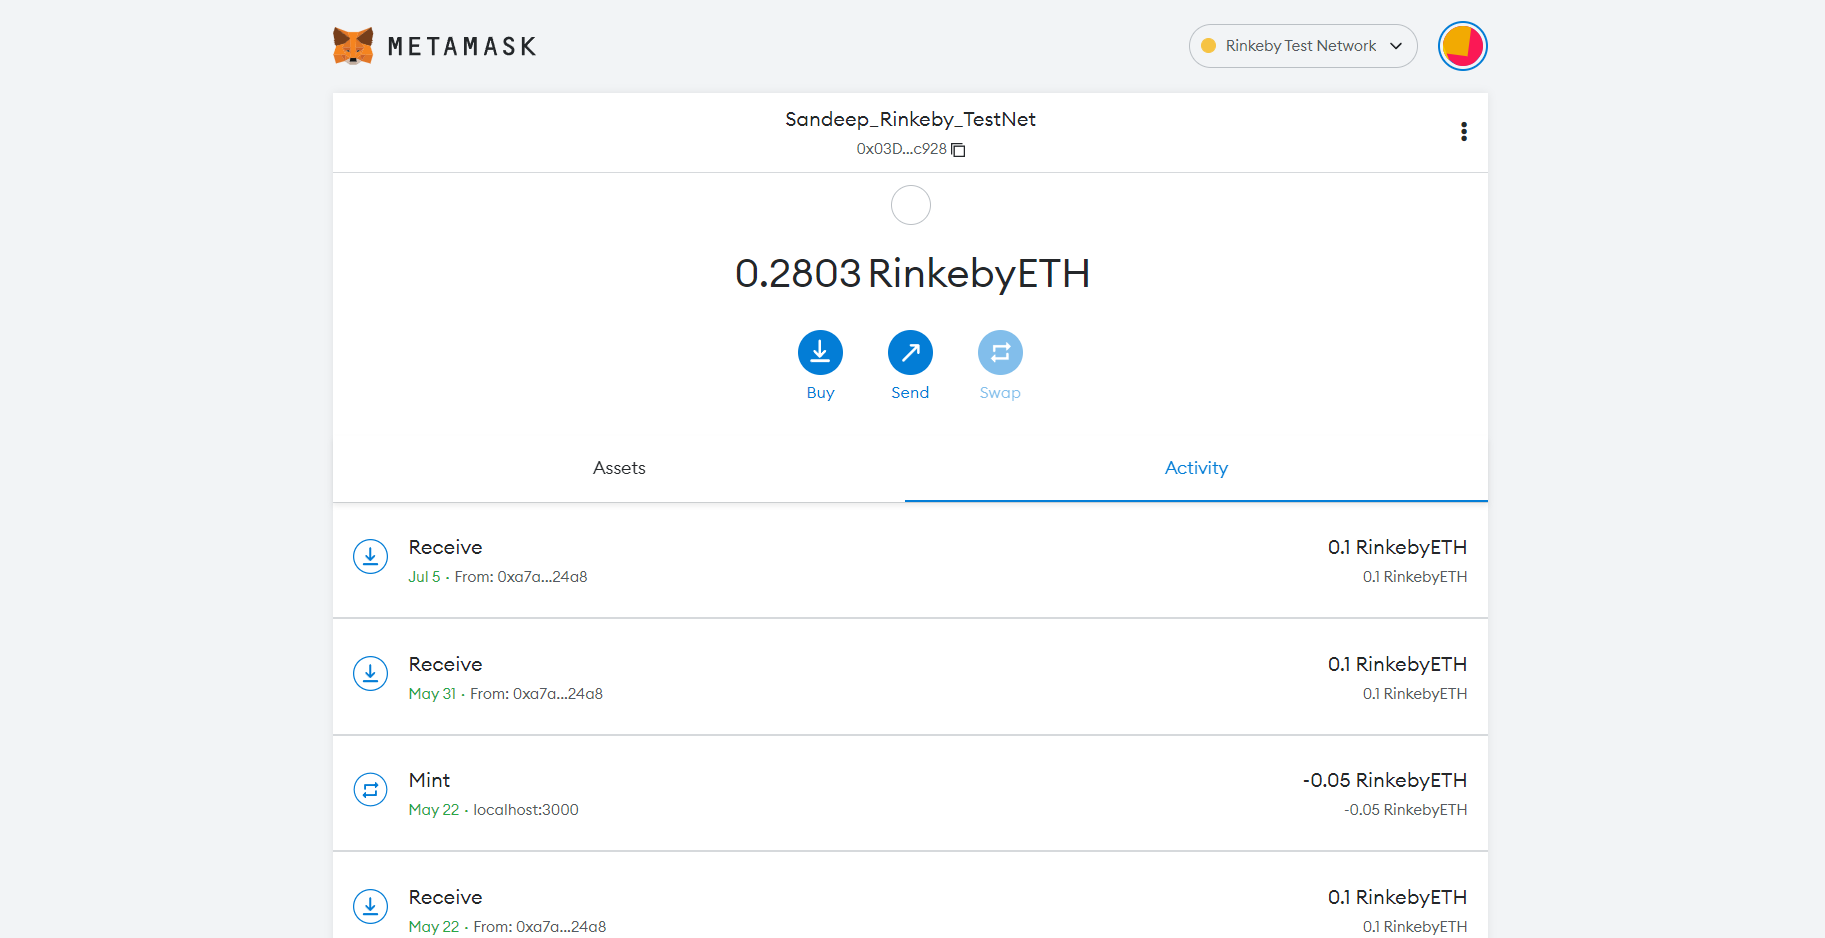 METAMASK
Rinkeby Test Network
Sandeep_Rinkeby_TestNet
0x03D...c928
0.2803 RinkebyETH
Buy Send Swap
Assets Activity
Receive 0.1 RinkebyETH
Jul 5 · From: 0xa7a...24a8 0.1 RinkebyETH
Receive 0.1 RinkebyETH
May 31 · From: 0xa7a...24a8 0.1 RinkebyETH
Mint -0.05 RinkebyETH
May 22 · localhost:3000 -0.05 RinkebyETH
Receive 0.1 RinkebyETH
May 22 · From: 0xa7a...24a8 0.1 RinkebyETH